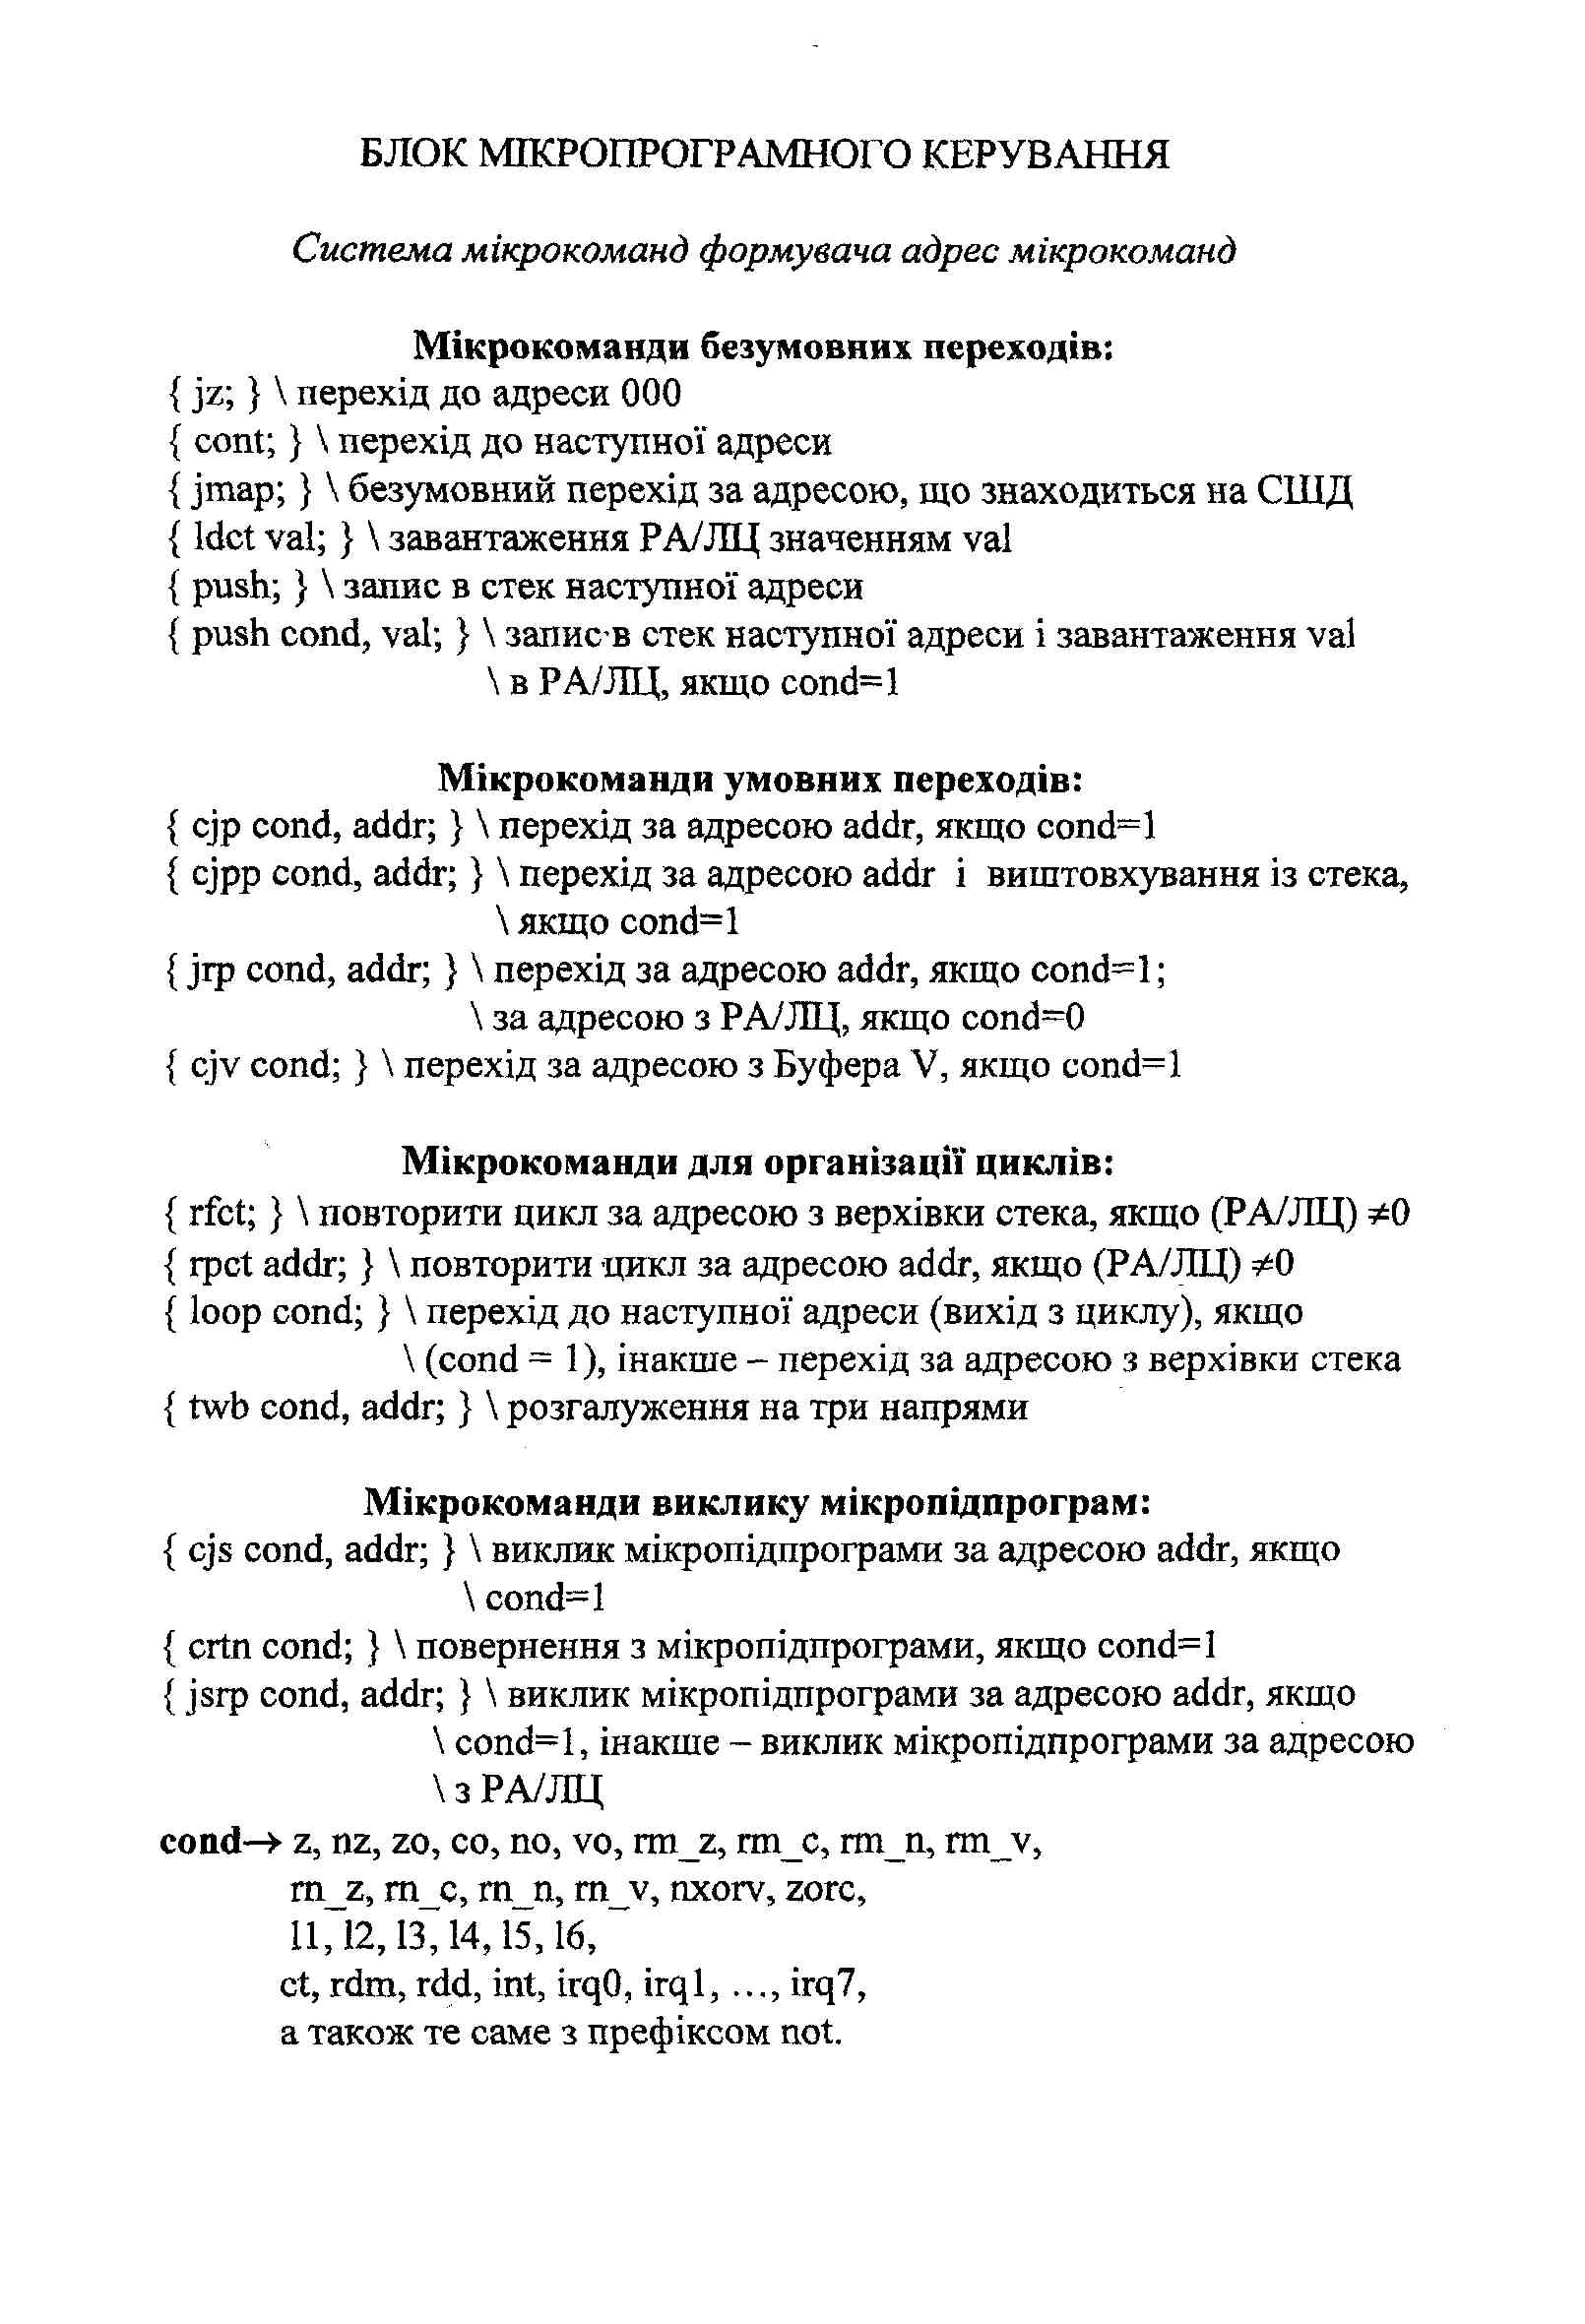 БЛОК МІКРОПРОГРАМНОГО КЕРУВАННЯ
Система мікрокоманд формувача адрес мікрокоманд
Мікрокоманди безумовних переходів:
{ jz; } \ перехід до адреси 000
{ cont; } \ перехід до наступної адреси
{ jmap; } \ безумовний перехід за адресою, що знаходиться на СШД
{ ldct val; } \ завантаження РА/ЛЦ значенням val
{ push; } \ запис в стек наступної адреси
{ push cond, val; } \ запис в стек наступної адреси і завантаження val
\ в РА/ЛЦ, якщо cond=1
Мікрокоманди умовних переходів:
{ cjp cond, addr; } \ перехід за адресою addr, якщо cond=1
{ cjpp cond, addr; } \ перехід за адресою addr і виштовхування із стека,
\ якщо cond=1
{ jrp cond, addr; } \ перехід за адресою addr, якщо cond=1;
\ за адресою з РА/ЛЦ, якщо cond=0
{ cjv cond; } \ перехід за адресою з Буфера V, якщо cond=1
Мікрокоманди для організації циклів:
{ rfct; } \ повторити цикл за адресою з верхівки стека, якщо (РА/ЛЦ) ≠0
{ rpct addr; } \ повторити цикл за адресою addr, якщо (РА/ЛЦ) ≠0
{ loop cond; } \ перехід до наступної адреси (вихід з циклу), якщо
\ (cond = 1), інакше – перехід за адресою з верхівки стека
{ twb cond, addr; } \ розгалуження на три напрями
Мікрокоманди виклику мікропідпрограм:
{ cjs cond, addr; } \ виклик мікропідпрограми за адресою addr, якщо
\ cond=1
{ crtn cond; } \ повернення з мікропідпрограми, якщо cond=1
{ jsrp cond, addr; } \ виклик мікропідпрограми за адресою addr, якщо
\ cond=1, інакше – виклик мікропідпрограми за адресою
\ з РА/ЛЦ
cond→ z, nz, zo, co, no, vo, rm_z, rm_c, rm_n, rm_v,
rn_z, rn_c, rn_n, rn_v, nxorv, zorc,
l1, l2, l3, l4, l5, l6,
ct, rdm, rdd, int, irq0, irq1, ..., irq7,
а також те саме з префіксом not.